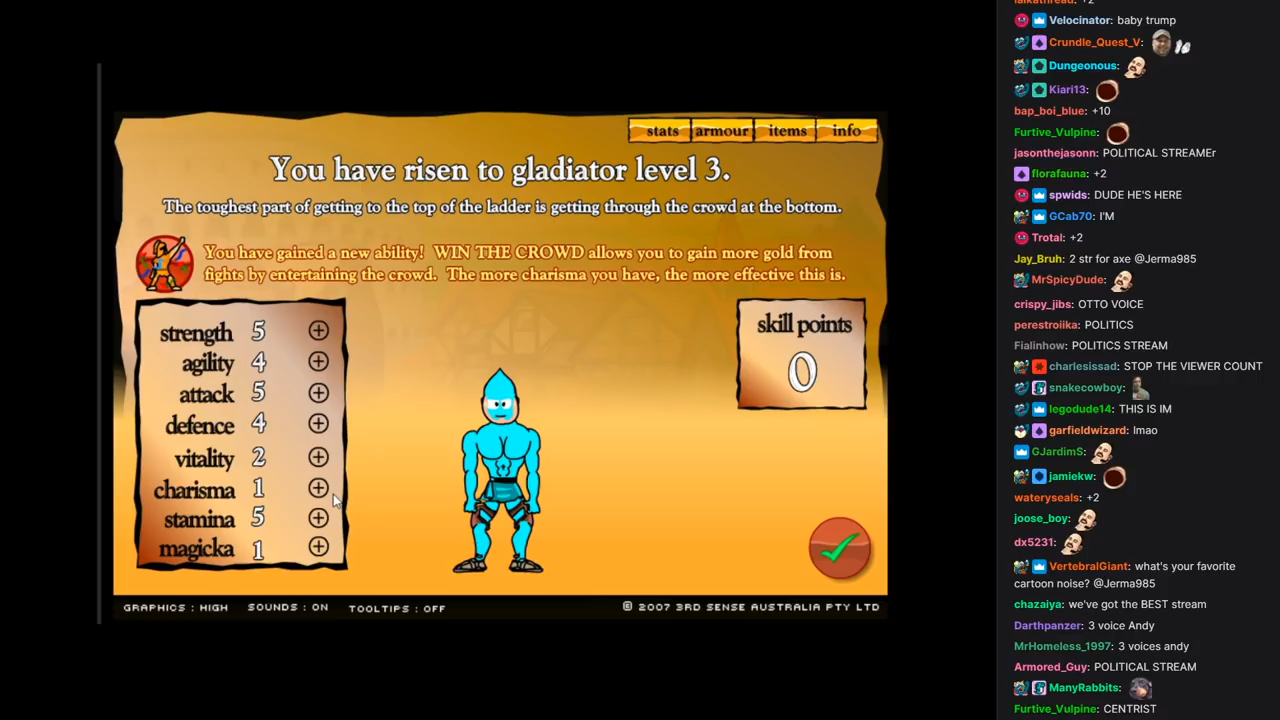 stats armour items info
You have risen to gladiator level 3.
The toughest part of getting to the top of the ladder is getting through the crowd at the bottom.
You have gained a new ability! WIN THE CROWD allows you to gain more gold from
fights by entertaining the crowd. The more charisma you have, the more effective this is.
strength 5
agility 4
attack 5
defence 4
vitality 2
charisma 1
stamina 5
magicka 1
skill points
0
GRAPHICS : HIGH SOUNDS : ON TOOLTIPS : OFF
© 2007 3RD SENSE AUSTRALIA PTY LTD
laikathread: +2
Velocinator: baby trump
Crundle_Quest_V:
Dungeonous:
Kiari13:
bap_boi_blue: +10
Furtive_Vulpine:
jasonthejasonn: POLITICAL STREAMEr
florafauna: +2
spwids: DUDE HE'S HERE
GCab70: I'M
Trotal: +2
Jay_Bruh: 2 str for axe @Jerma985
MrSpicyDude:
crispy_jibs: OTTO VOICE
perestroiika: POLITICS
Fialinhow: POLITICS STREAM
charlesissad: STOP THE VIEWER COUNT
snakecowboy:
legodude14: THIS IS IM
garfieldwizard: lmao
GJardimS:
jamiekw:
wateryseals: +2
joose_boy:
dx5231:
VertebralGiant: what's your favorite
cartoon noise? @Jerma985
chazaiya: we've got the BEST stream
Darthpanzer: 3 voice Andy
MrHomeless_1997: 3 voices andy
Armored_Guy: POLITICAL STREAM
ManyRabbits:
Furtive_Vulpine: CENTRIST